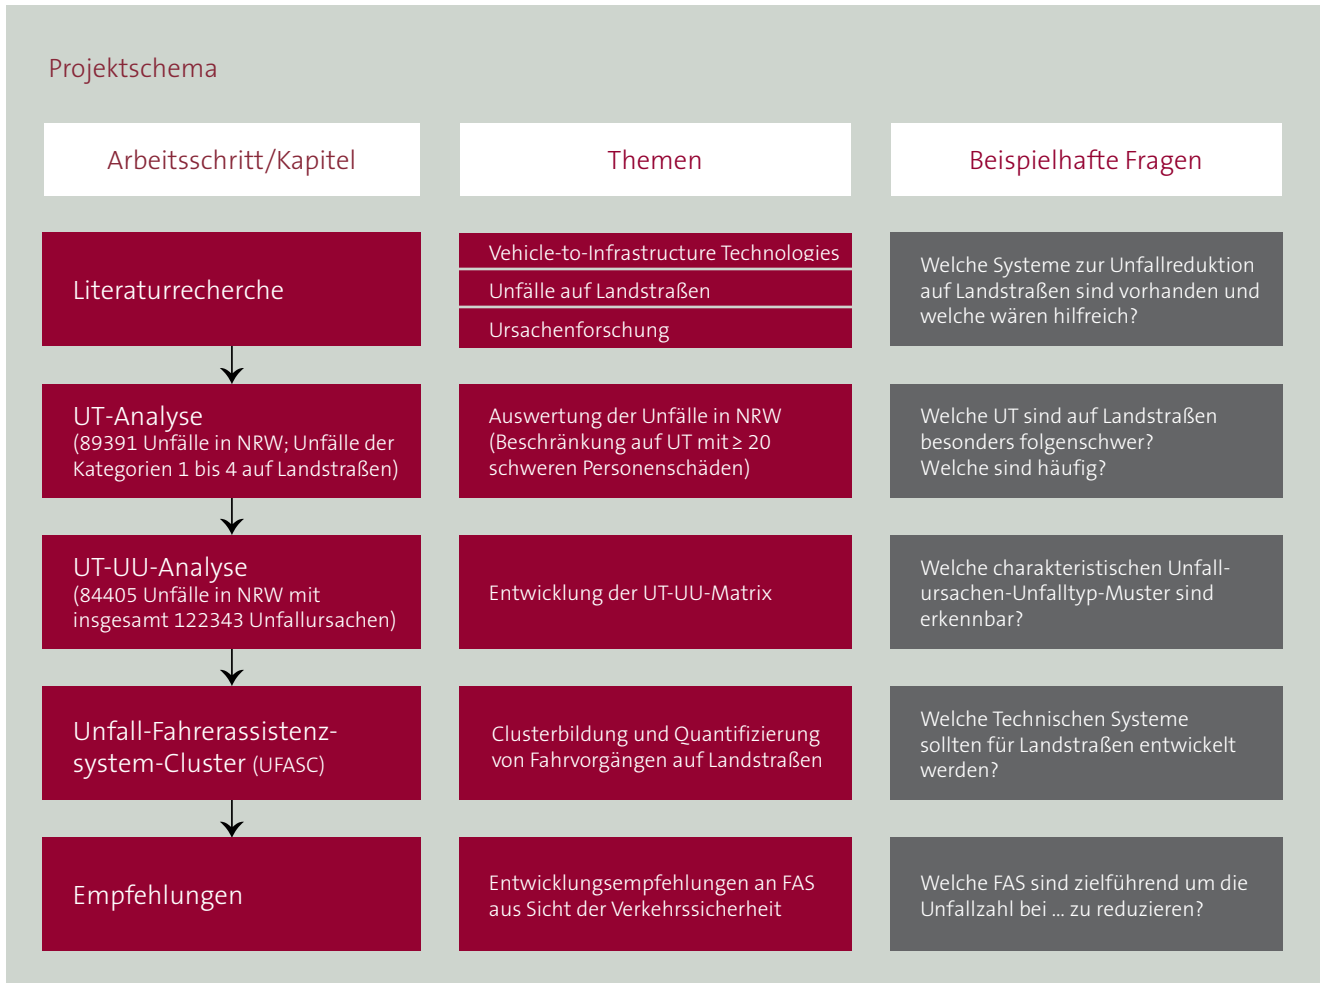 Projektschema
Arbeitsschritt/Kapitel
Themen
Beispielhafte Fragen
Literaturrecherche
Vehicle-to-Infrastructure Technologies
Unfälle auf Landstraßen
Ursachenforschung
Welche Systeme zur Unfallreduktion
auf Landstraßen sind vorhanden und
welche wären hilfreich?
UT-Analyse
(89391 Unfälle in NRW; Unfälle der
Kategorien 1 bis 4 auf Landstraßen)
Auswertung der Unfälle in NRW
(Beschränkung auf UT mit ≥ 20
schweren Personenschäden)
Welche UT sind auf Landstraßen
besonders folgenschwer?
Welche sind häufig?
UT-UU-Analyse
(84405 Unfälle in NRW mit
insgesamt 122343 Unfallursachen)
Entwicklung der UT-UU-Matrix
Welche charakteristischen Unfall-
ursachen-Unfalltyp-Muster sind
erkennbar?
Unfall-Fahrerassistenz-
system-Cluster (UFASC)
Clusterbildung und Quantifizierung
von Fahrvorgängen auf Landstraßen
Welche Technischen Systeme
sollten für Landstraßen entwickelt
werden?
Empfehlungen
Entwicklungsempfehlungen an FAS
aus Sicht der Verkehrssicherheit
Welche FAS sind zielführend um die
Unfallzahl bei ... zu reduzieren?